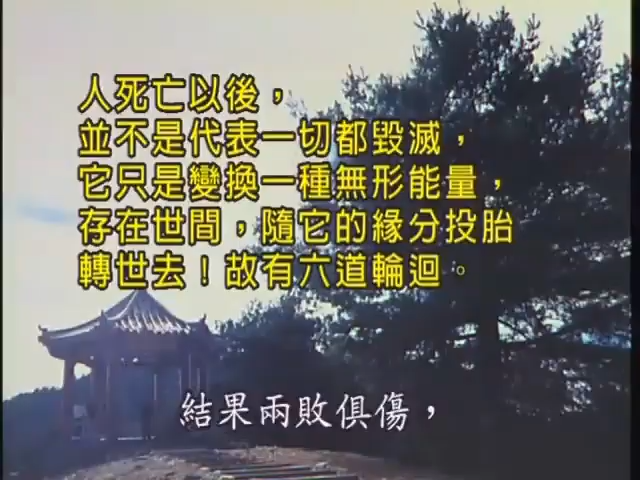 人死亡以後，
並不是代表一切都毀滅，
它只是變換一種無形能量，
存在世間，隨它的緣分投胎
轉世去！故有六道輪迴。
結果兩敗俱傷，